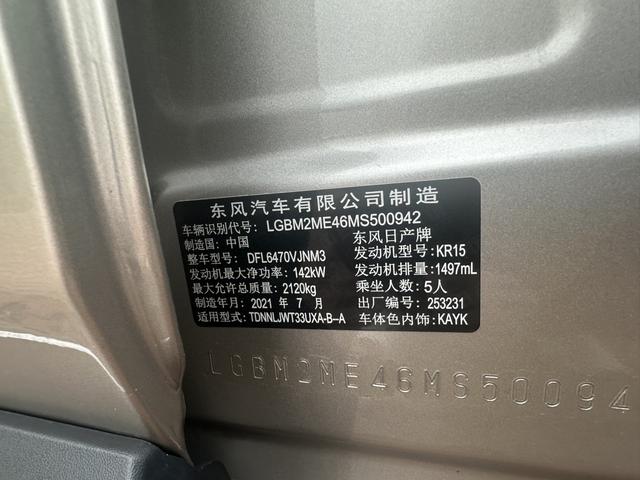 东风汽车有限公司制造
车辆识别代号: LGBM2ME46MS500942
制造国: 中国 东风日产牌
整车型号: DFL6470VJNM3 发动机型号: KR15
发动机最大净功率: 142kW 发动机排量: 1497mL
最大允许总质量: 2120kg 乘坐人数: 5人
制造年月: 2021 年 7 月 出厂编号: 253231
适用型式: TDNNLJWT33UXA-B-A 车体色内饰: KAYK
LGBM2ME46MS50094